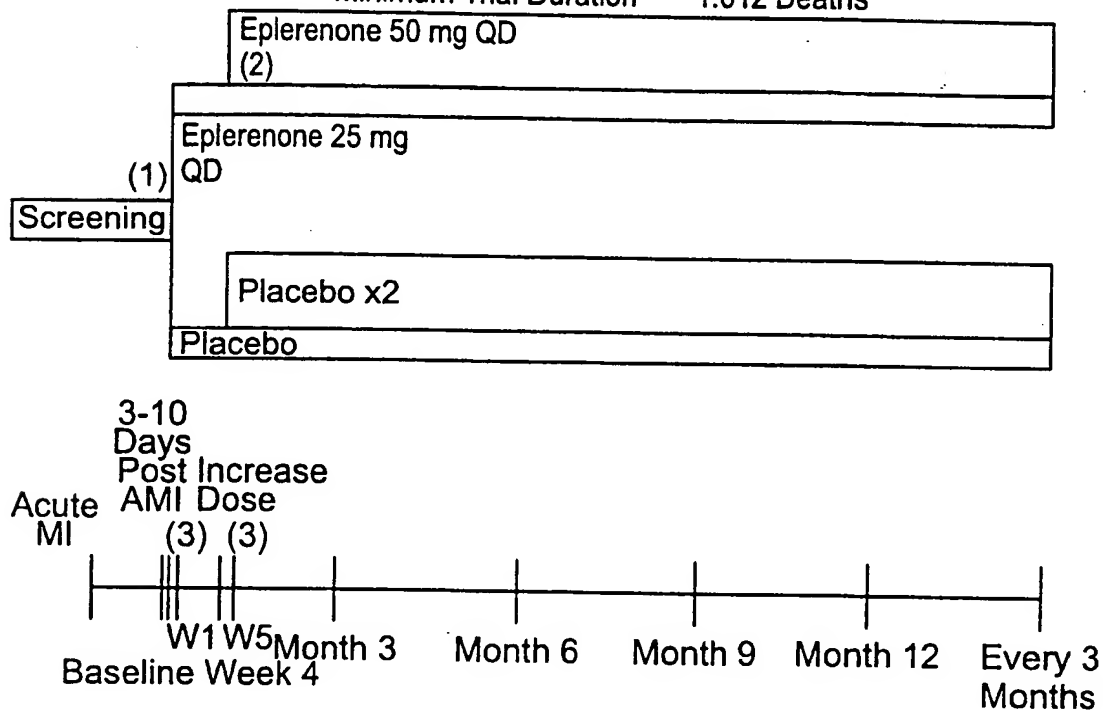 Minimum Trial Duration 1.012 Deaths
Eplerenone 50 mg QD
(2)
Eplerenone 25 mg
(1) QD
Screening
Placebo x2
Placebo
3-10
Days
Post Increase
Acute AMI Dose
MI (3) (3)
W1 W5 Month 3 Month 6 Month 9 Month 12 Every 3
Baseline Week 4 Months